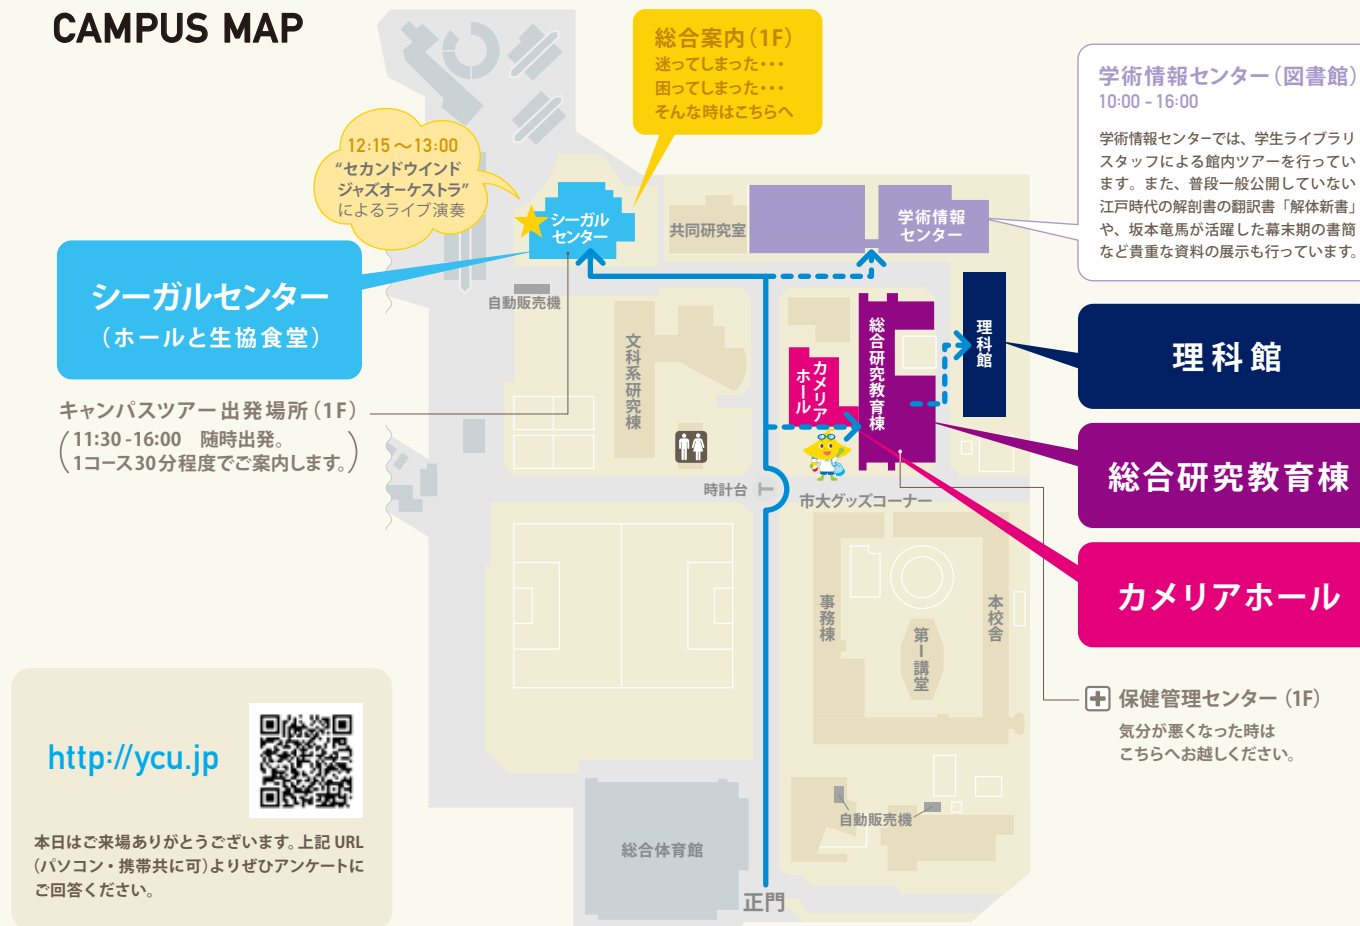 CAMPUS MAP
総合案内（1F）
迷ってしまった・・・
困ってしまった・・・
そんな時はこちらへ
12:15～13:00
“セカンドウインド
ジャズオーケストラ”
によるライブ演奏
学術情報センター（図書館）
10:00 - 16:00
学術情報センターでは、学生ライブラリ
スタッフによる館内ツアーを行ってい
ます。また、普段一般公開していない
江戸時代の解剖書の翻訳書「解体新書」
や、坂本竜馬が活躍した幕末期の書簡
など貴重な資料の展示も行っています。
シーガル
センター
共同研究室
学術情報
センター
シーガルセンター
（ホールと生協食堂）
自動販売機
文科系研究棟
カメリア
ホール
総合研究教育棟
理科館
理科館
キャンパスツアー出発場所（1F）
（11:30 -16:00　随時出発。
1コース30分程度でご案内します。）
総合研究教育棟
時計台
市大グッズコーナー
カメリアホール
事務棟
第一講堂
本校舎
保健管理センター（1F）
気分が悪くなった時は
こちらへお越しください。
http://ycu.jp
本日はご来場ありがとうございます。上記 URL
（パソコン・携帯共に可）よりぜひアンケートに
ご回答ください。
自動販売機
総合体育館
正門